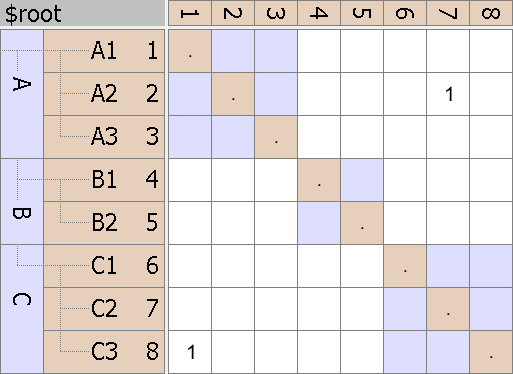 $root 1 2 3 4 5 6 7 8
A A1 1 .
A2 2 . 1
A3 3 .
B B1 4 .
B2 5 .
C C1 6 .
C2 7 .
C3 8 1 .